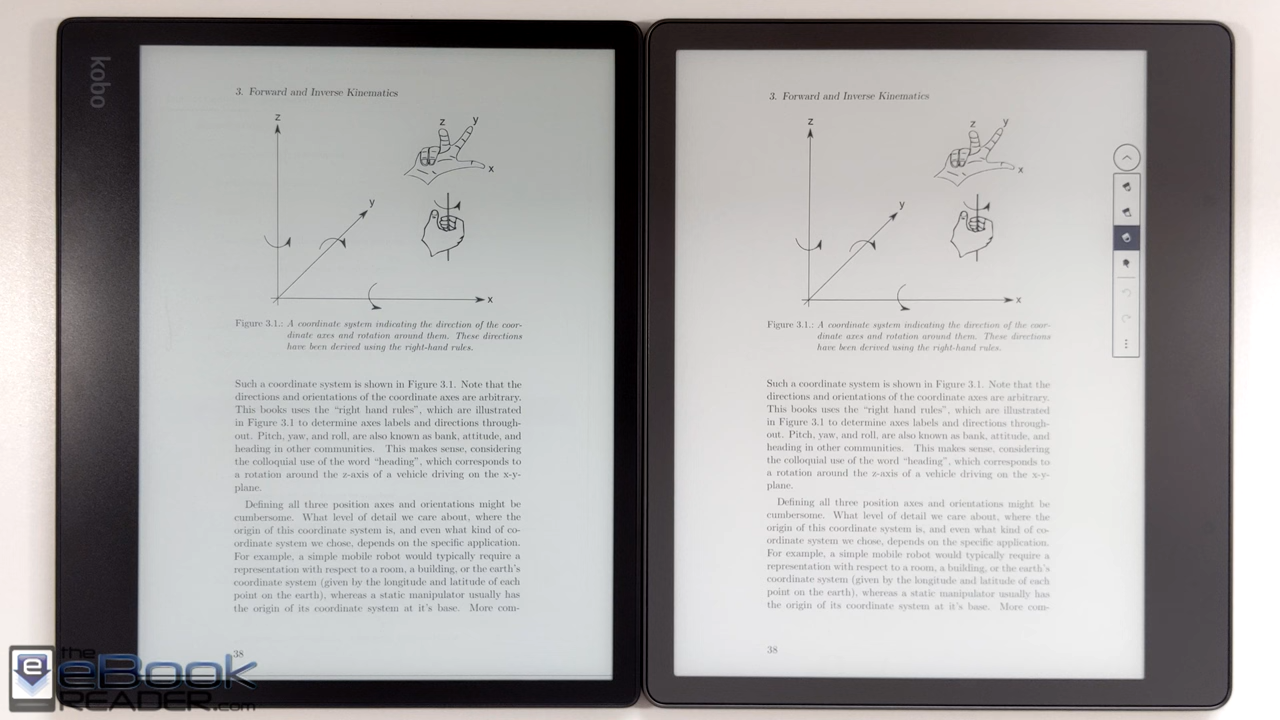 kobo
3. Forward and Inverse Kinematics
z
z
y
x
y
x
Figure 3.1.: A coordinate system indicating the direction of the coor-
dinate axes and rotation around them. These directions
have been derived using the right-hand rules.
Such a coordinate system is shown in Figure 3.1. Note that the
directions and orientations of the coordinate axes are arbitrary.
This books uses the “right hand rules”, which are illustrated
in Figure 3.1 to determine axes labels and directions through-
out. Pitch, yaw, and roll, are also known as bank, attitude, and
heading in other communities. This makes sense, considering
the colloquial use of the word “heading”, which corresponds to
a rotation around the z-axis of a vehicle driving on the x-y-
plane.
Defining all three position axes and orientations might be
cumbersome. What level of detail we care about, where the
origin of this coordinate system is, and even what kind of co-
ordinate system we chose, depends on the specific application.
For example, a simple mobile robot would typically require a
representation with respect to a room, a building, or the earth's
coordinate system (given by the longitude and latitude of each
point on the earth), whereas a static manipulator usually has
the origin of its coordinate system at it's base. More com-
38
3. Forward and Inverse Kinematics
z
z
y
x
y
x
Figure 3.1.: A coordinate system indicating the direction of the coor-
dinate axes and rotation around them. These directions
have been derived using the right-hand rules.
Such a coordinate system is shown in Figure 3.1. Note that the
directions and orientations of the coordinate axes are arbitrary.
This books uses the “right hand rules”, which are illustrated
in Figure 3.1 to determine axes labels and directions through-
out. Pitch, yaw, and roll, are also known as bank, attitude, and
heading in other communities. This makes sense, considering
the colloquial use of the word “heading”, which corresponds to
a rotation around the z-axis of a vehicle driving on the x-y-
plane.
Defining all three position axes and orientations might be
cumbersome. What level of detail we care about, where the
origin of this coordinate system is, and even what kind of co-
ordinate system we chose, depends on the specific application.
For example, a simple mobile robot would typically require a
representation with respect to a room, a building, or the earth's
coordinate system (given by the longitude and latitude of each
point on the earth), whereas a static manipulator usually has
the origin of its coordinate system at it's base. More com-
38
e
the
eBook
READER.com